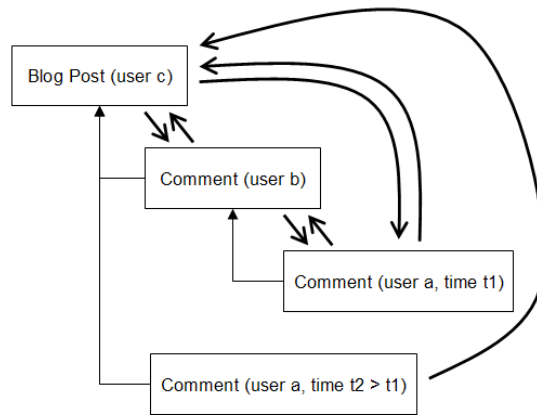 Blog Post (user c)
Comment (user b)
Comment (user a, time t1)
Comment (user a, time t2 > t1)